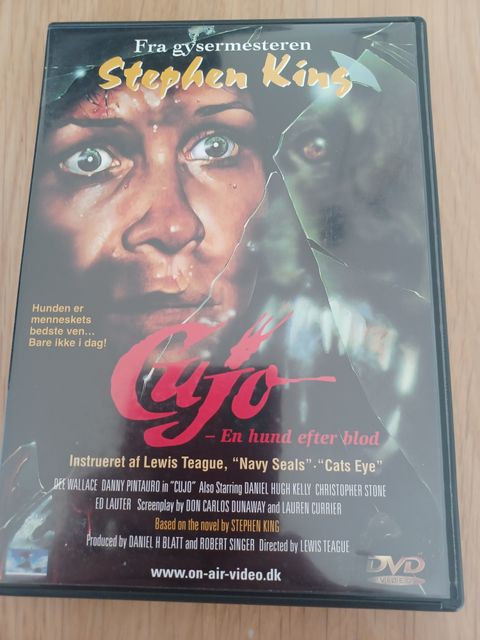 Fra gysermesteren
Stephen King
Hunden er
menneskets
bedste ven...
Bare ikke i dag!
Cujo
– En hund efter blod
Instrueret af Lewis Teague, "Navy Seals" · "Cats Eye"
DEE WALLACE DANNY PINTAURO in "CUJO" Also Starring DANIEL HUGH KELLY CHRISTOPHER STONE
ED LAUTER Screenplay by DON CARLOS DUNAWAY and LAUREN CURRIER
Based on the novel by STEPHEN KING
Produced by DANIEL H BLATT and ROBERT SINGER Directed by LEWIS TEAGUE
www.on-air-video.dk
DVD
VIDEO